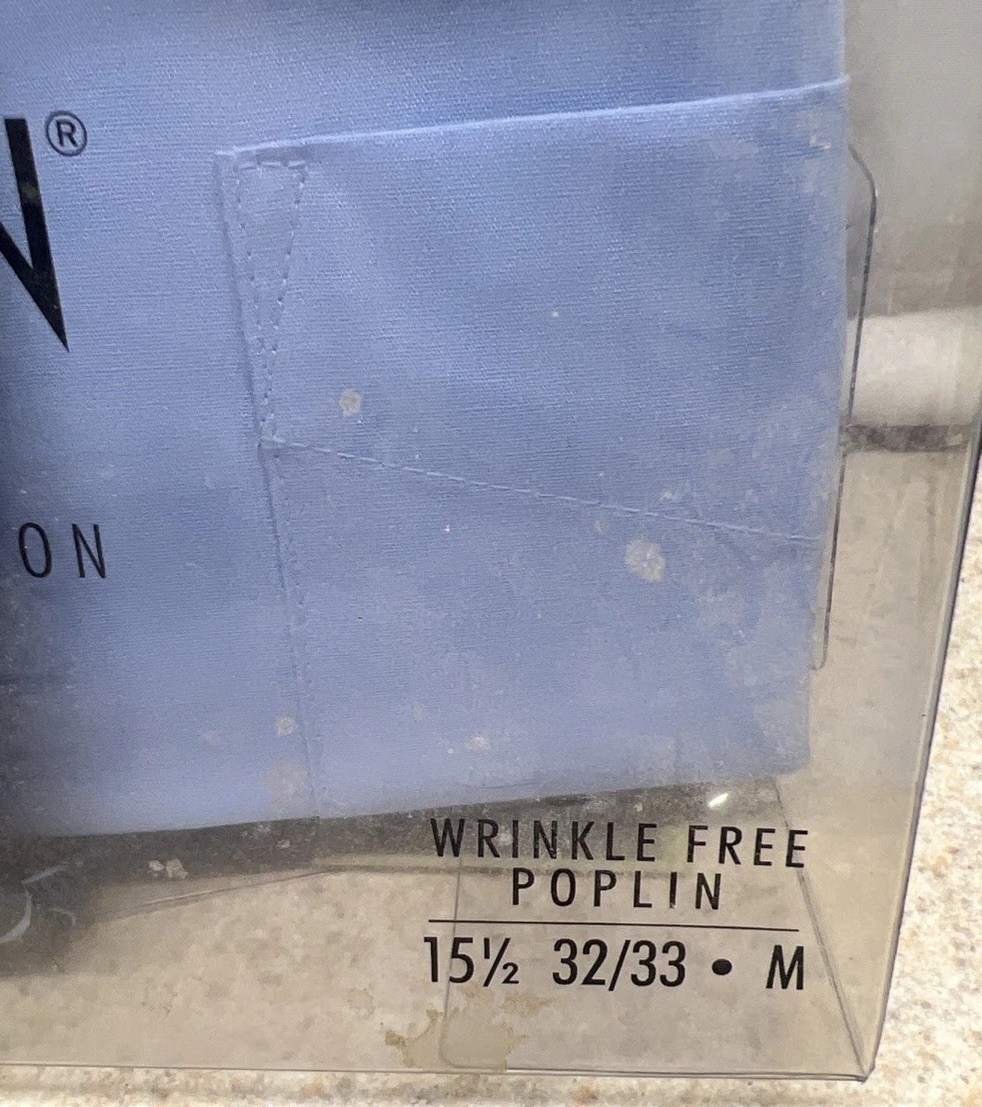 N®
ON
WRINKLE FREE
POPLIN
15½ 32/33 • M